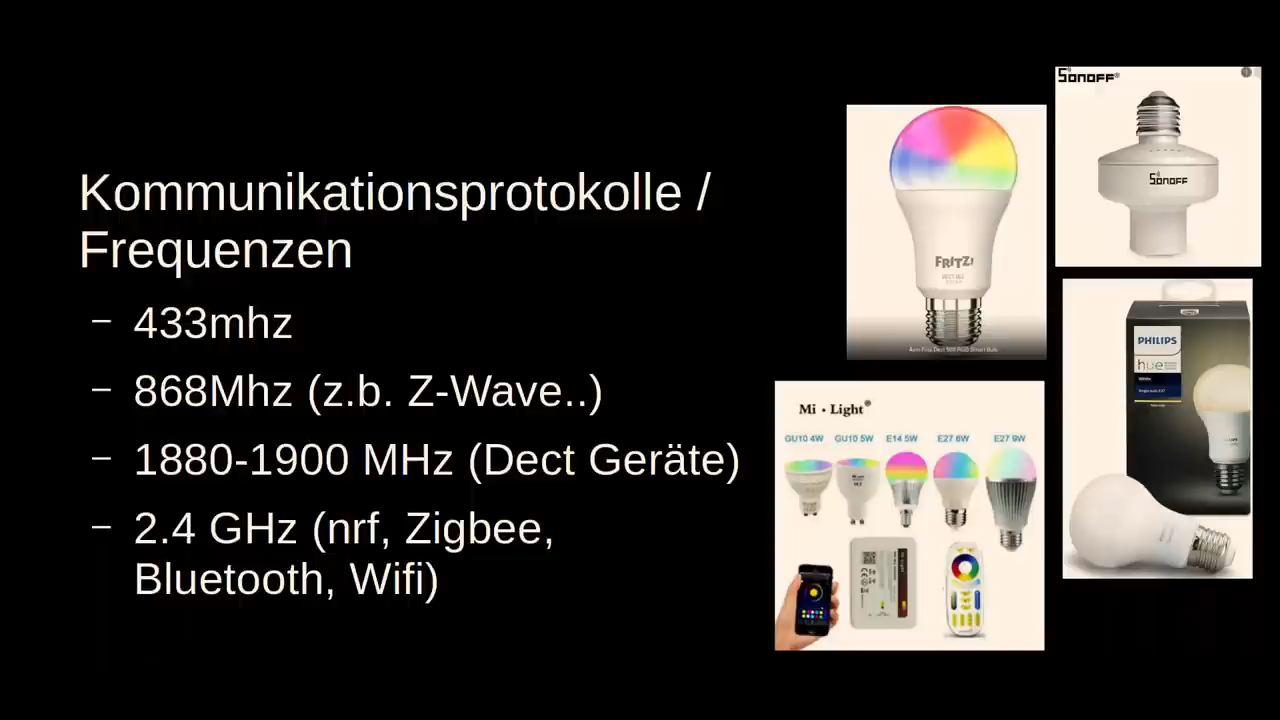 Kommunikationsprotokolle /
Frequenzen
– 433mhz
– 868Mhz (z.b. Z-Wave..)
– 1880-1900 MHz (Dect Geräte)
– 2.4 GHz (nrf, Zigbee,
Bluetooth, Wifi)
FRITZ!
SONOFF®
SONOFF
PHILIPS
hue
White
Mi · Light®
GU10 4W GU10 5W E14 5W E27 6W E27 9W